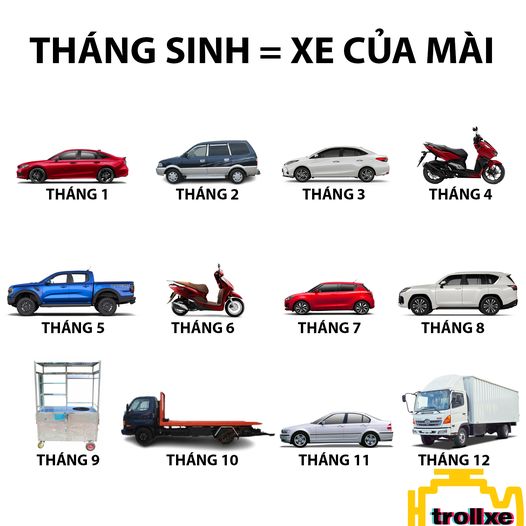 THÁNG SINH = XE CỦA MÀI
THÁNG 1 THÁNG 2 THÁNG 3 THÁNG 4
THÁNG 5 THÁNG 6 THÁNG 7 THÁNG 8
THÁNG 9 THÁNG 10 THÁNG 11 THÁNG 12
trollxe